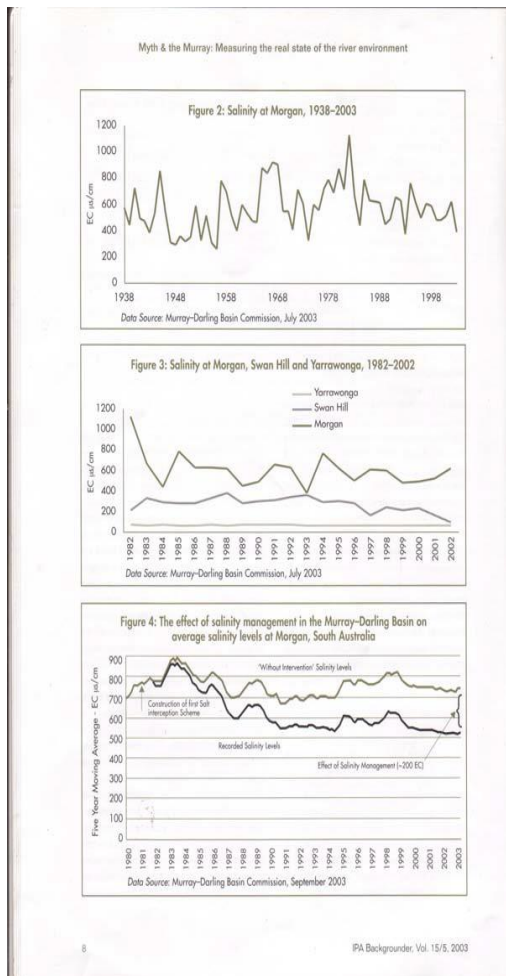 Myth & the Murray: Measuring the real state of the river environment
Figure 2: Salinity at Morgan, 1938–2003
EC µs/cm
1200
1000
800
600
400
200
0
1938 1948 1958 1968 1978 1988 1998
Data Source: Murray–Darling Basin Commission, July 2003
Figure 3: Salinity at Morgan, Swan Hill and Yarrawonga, 1982–2002
Yarrawonga
Swan Hill
Morgan
EC µs/cm
1200
1000
800
600
400
200
0
1982 1983 1984 1985 1986 1987 1988 1989 1990 1991 1992 1993 1994 1995 1996 1997 1998 1999 2000 2001 2002
Data Source: Murray–Darling Basin Commission, July 2003
Figure 4: The effect of salinity management in the Murray–Darling Basin on
average salinity levels at Morgan, South Australia
Five Year Moving Average - EC µs/cm
900
800
700
600
500
400
300
200
100
0
'Without Intervention' Salinity Levels
Construction of first Salt
interception Scheme
Recorded Salinity Levels
Effect of Salinity Management (~200 EC)
1980 1981 1982 1983 1984 1985 1986 1987 1988 1989 1990 1991 1992 1993 1994 1995 1996 1997 1998 1999 2000 2001 2002 2003
Data Source: Murray–Darling Basin Commission, September 2003
8
IPA Backgrounder, Vol. 15/5, 2003